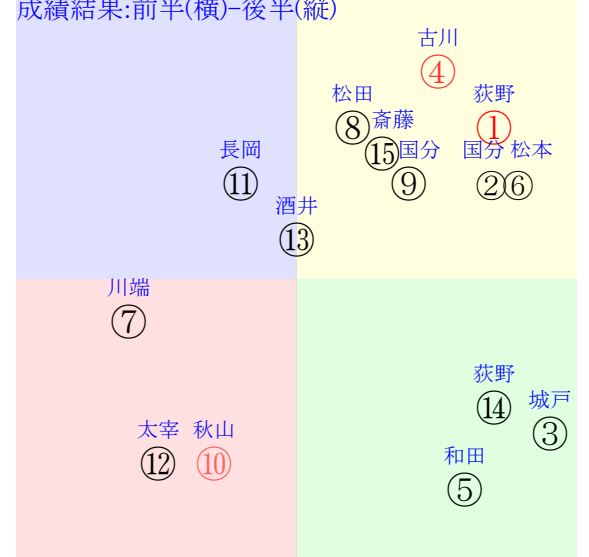 成績結果:前半(横)-後半(縦)
古川
④
松田
荻野
⑧
斎藤
①
⑮
長岡
国分
国分
松本
⑪
⑨
②
⑥
酒井
⑬
川端
⑦
荻野
⑭
城戸
③
太宰
秋山
⑫
⑩
和田
⑤